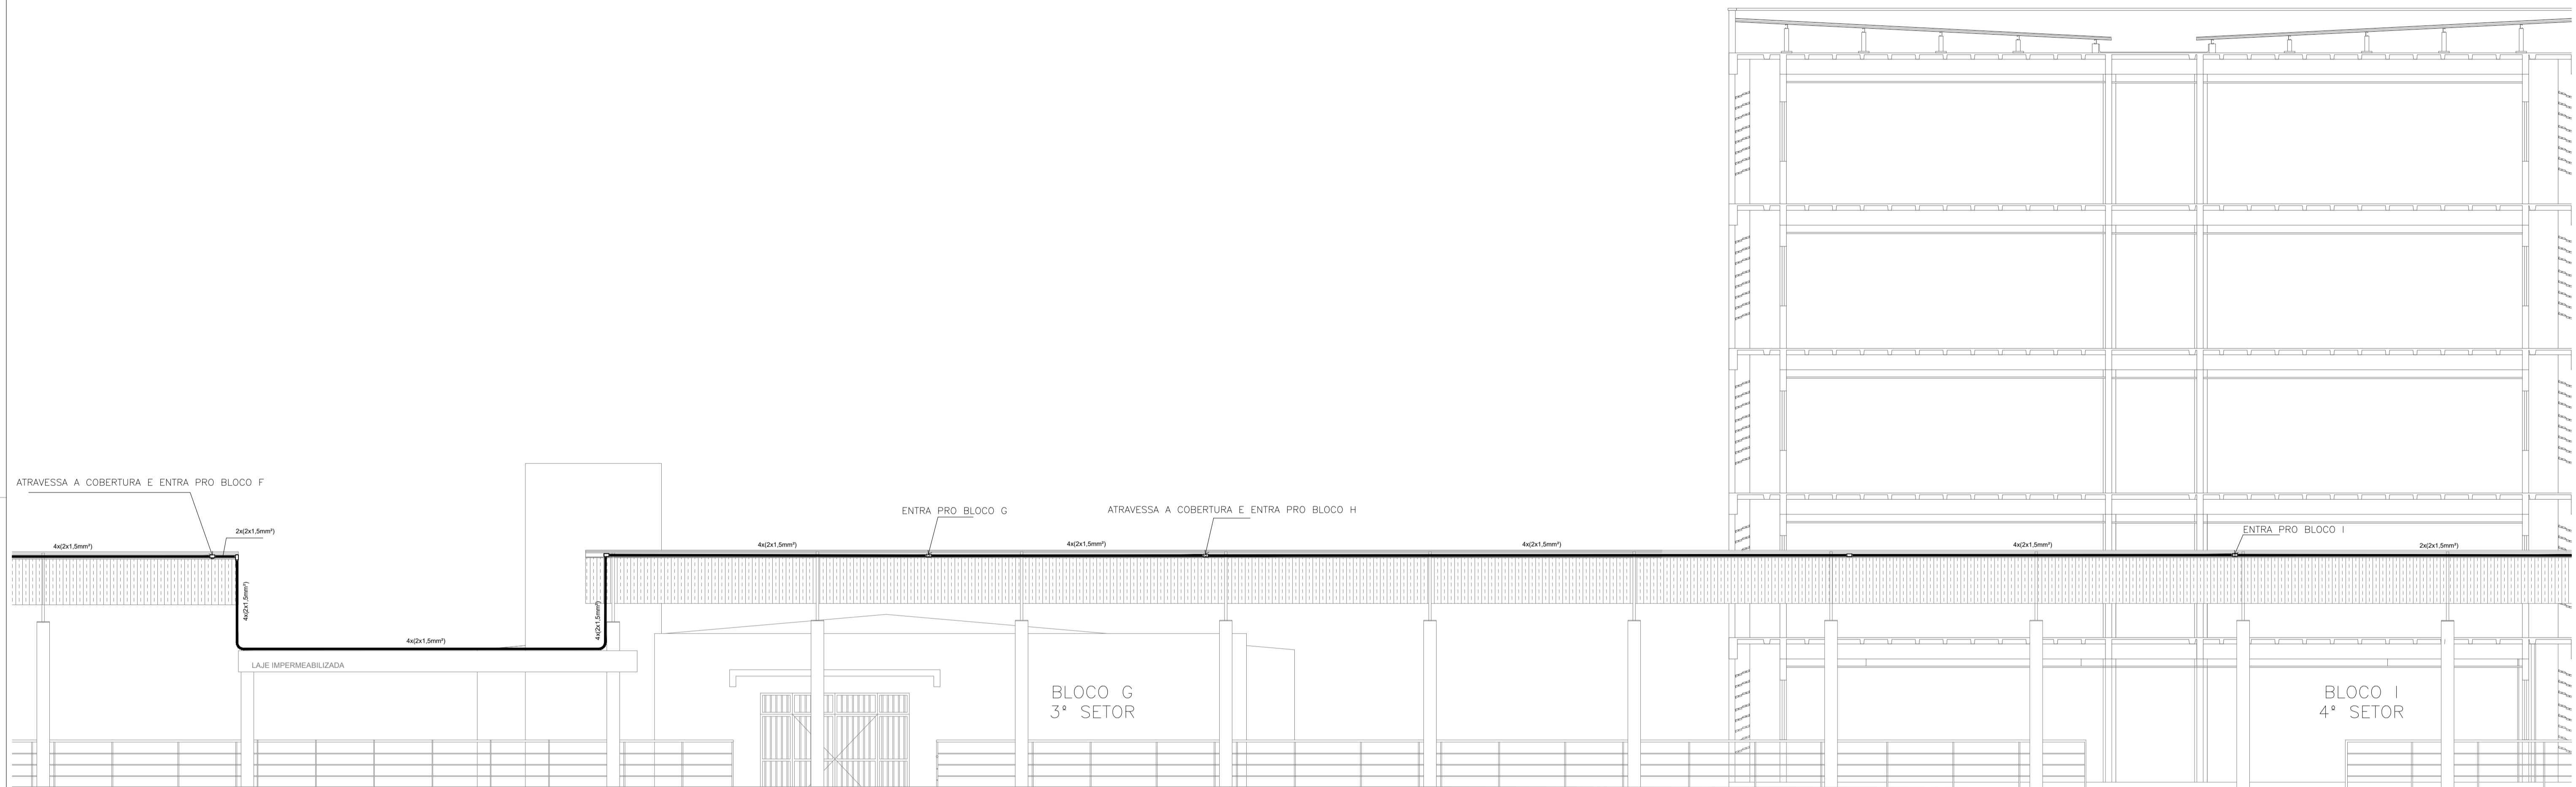 ATRAVESSA A COBERTURA E ENTRA PRO BLOCO F
2x(2x1,5mm²)
4x(2x1,5mm²)
4x(2x1,5mm²)
4x(2x1,5mm²)
LAJE IMPERMEABILIZADA
4x(2x1,5mm²)
4x(2x1,5mm²)
ENTRA PRO BLOCO G
4x(2x1,5mm²)
ATRAVESSA A COBERTURA E ENTRA PRO BLOCO H
4x(2x1,5mm²)
4x(2x1,5mm²)
ENTRA PRO BLOCO I
2x(2x1,5mm²)
BLOCO G
3º SETOR
BLOCO I
4º SETOR